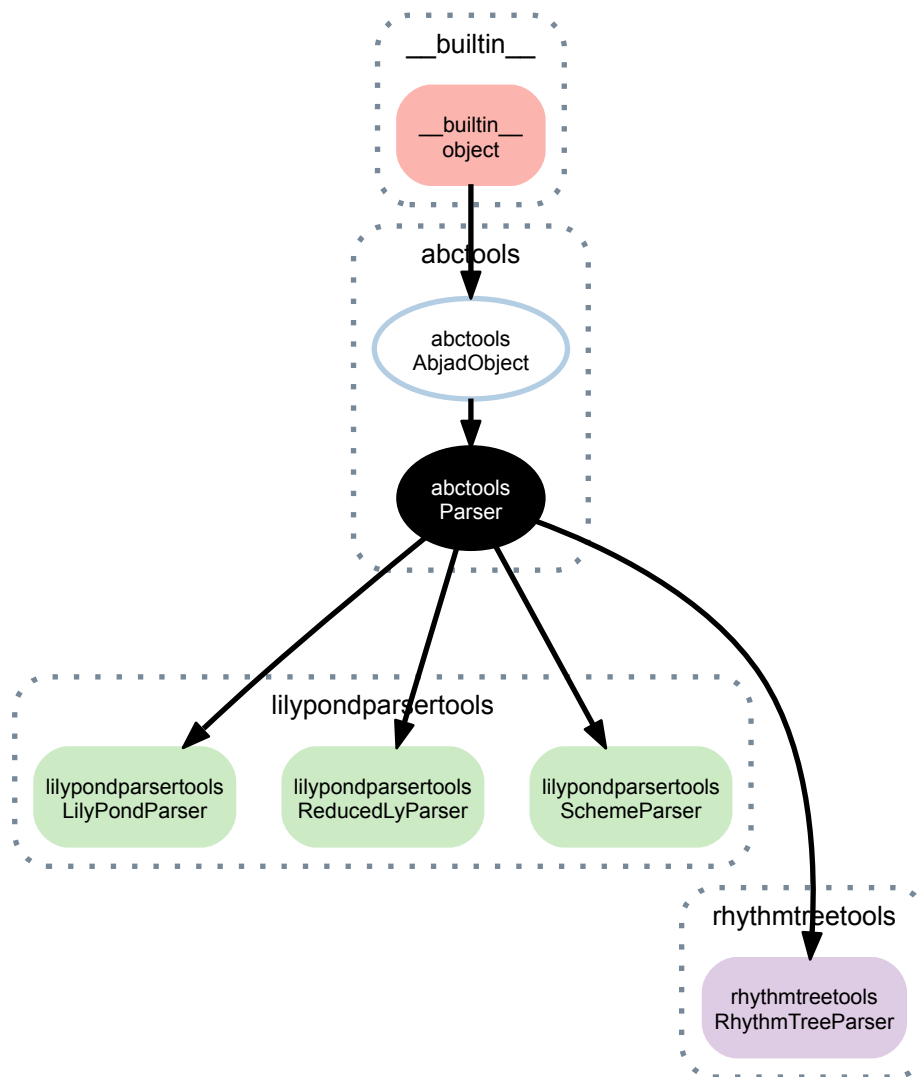 __builtin__
__builtin__
object
abctools
abctools
AbjadObject
abctools
Parser
lilypondparsertools
lilypondparsertools
LilyPondParser
lilypondparsertools
ReducedLyParser
lilypondparsertools
SchemeParser
rhythmtreetools
rhythmtreetools
RhythmTreeParser